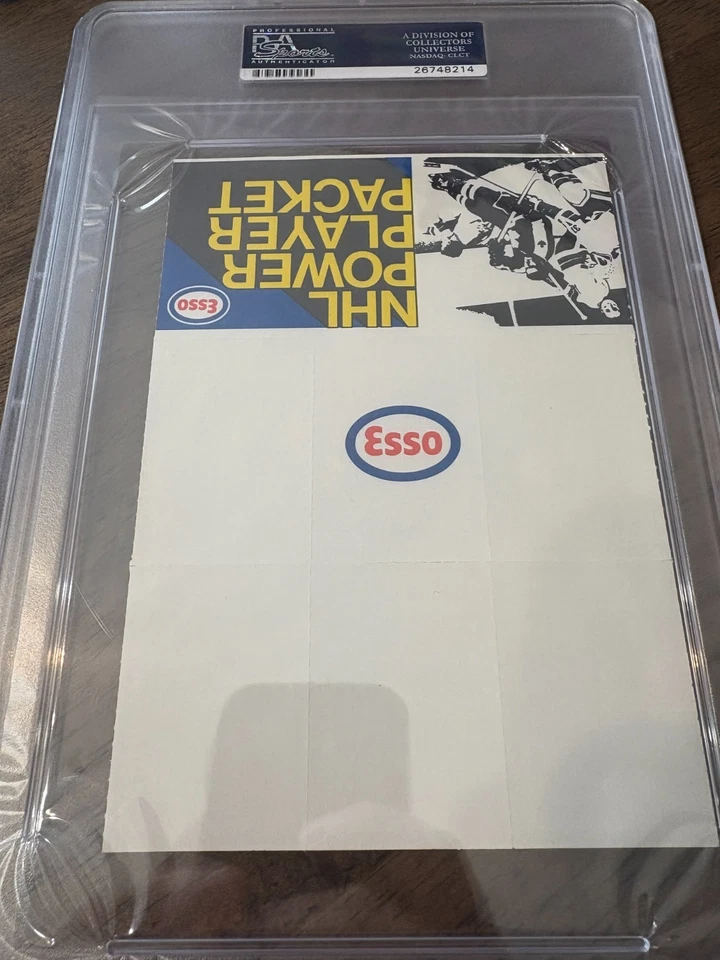 PROFESSIONAL
PSA
Sports
AUTHENTICATOR
A DIVISION OF
COLLECTORS
UNIVERSE
NASDAQ: CLCT
26748214
NHL
POWER
PLAYER
PACKET
Esso
Esso